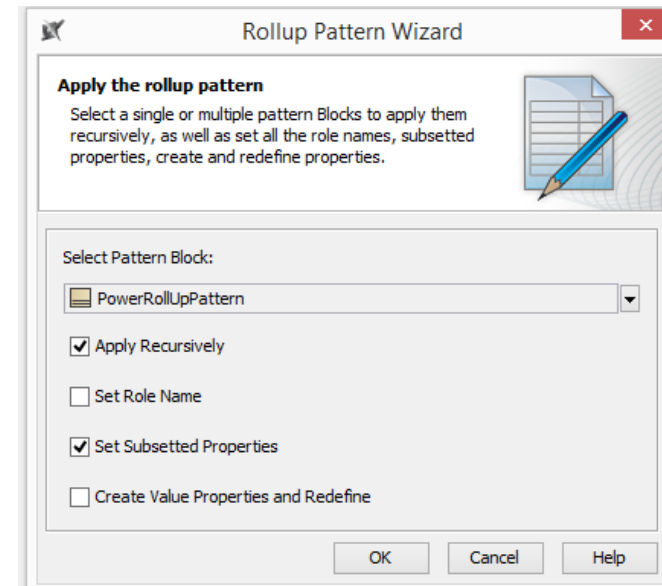 Rollup Pattern Wizard
Apply the rollup pattern
Select a single or multiple pattern Blocks to apply them
recursively, as well as set all the role names, subsetted
properties, create and redefine properties.
Select Pattern Block:
PowerRollUpPattern
Apply Recursively
Set Role Name
Set Subsetted Properties
Create Value Properties and Redefine
OK Cancel Help